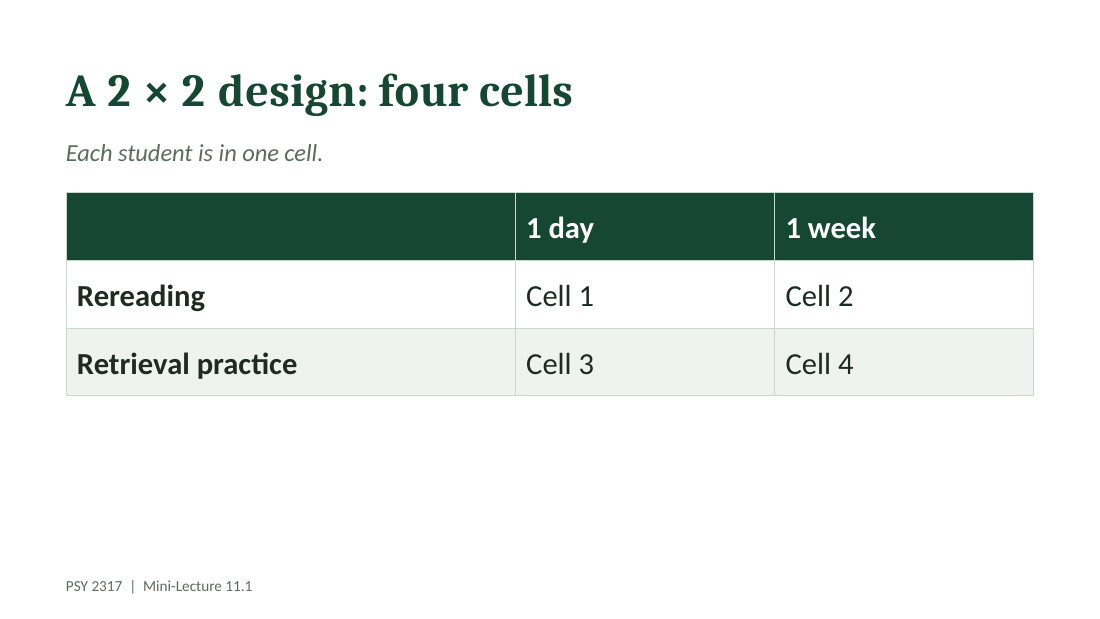 A 2 × 2 design: four cells
Each student is in one cell.
1 day 1 week
Rereading Cell 1 Cell 2
Retrieval practice Cell 3 Cell 4
PSY 2317 | Mini-Lecture 11.1